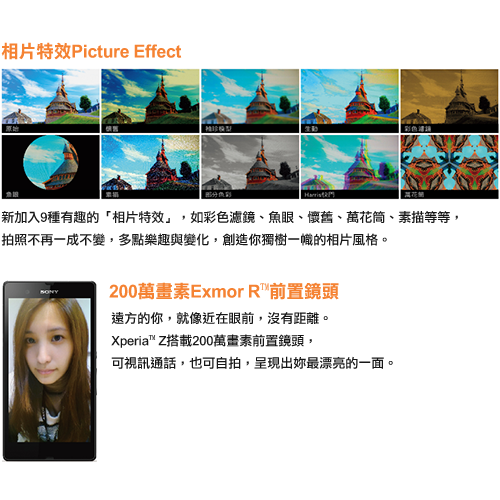 相片特效Picture Effect
原始
懷舊
袖珍模型
生動
彩色濾鏡
魚眼
素描
部分色彩
Harris快門
萬花筒
新加入9種有趣的「相片特效」，如彩色濾鏡、魚眼、懷舊、萬花筒、素描等等，
拍照不再一成不變，多點樂趣與變化，創造你獨樹一幟的相片風格。
200萬畫素Exmor R™前置鏡頭
SONY
遠方的你，就像近在眼前，沒有距離。
Xperia™ Z搭載200萬畫素前置鏡頭，
可視訊通話，也可自拍，呈現出妳最漂亮的一面。